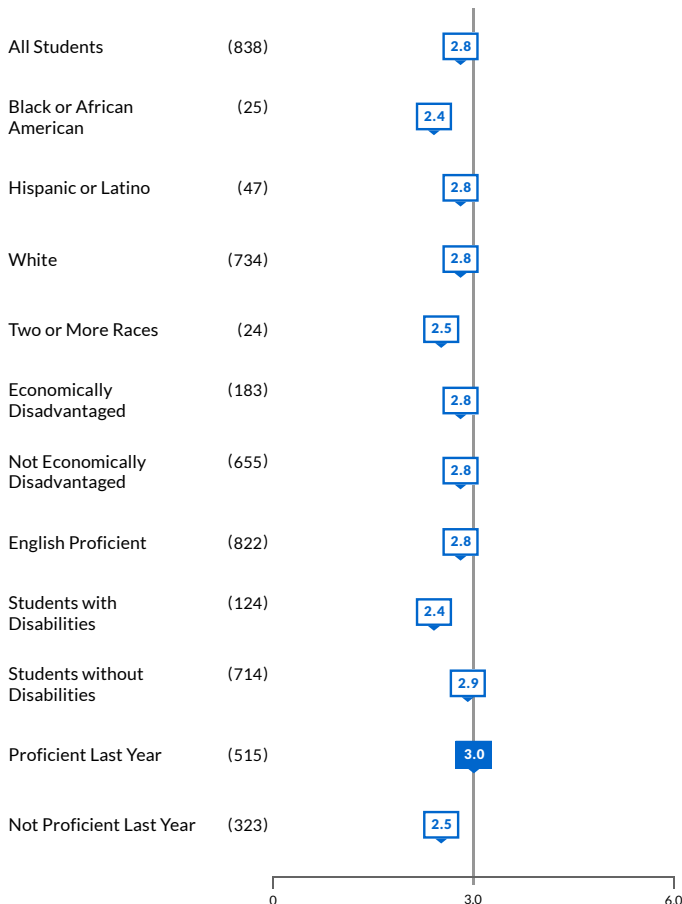 All Students (838) 2.8
Black or African (25) 2.4
American
Hispanic or Latino (47) 2.8
White (734) 2.8
Two or More Races (24) 2.5
Economically (183) 2.8
Disadvantaged
Not Economically (655) 2.8
Disadvantaged
English Proficient (822) 2.8
Students with (124) 2.4
Disabilities
Students without (714) 2.9
Disabilities
Proficient Last Year (515) 3.0
Not Proficient Last Year (323) 2.5
0 3.0 6.0